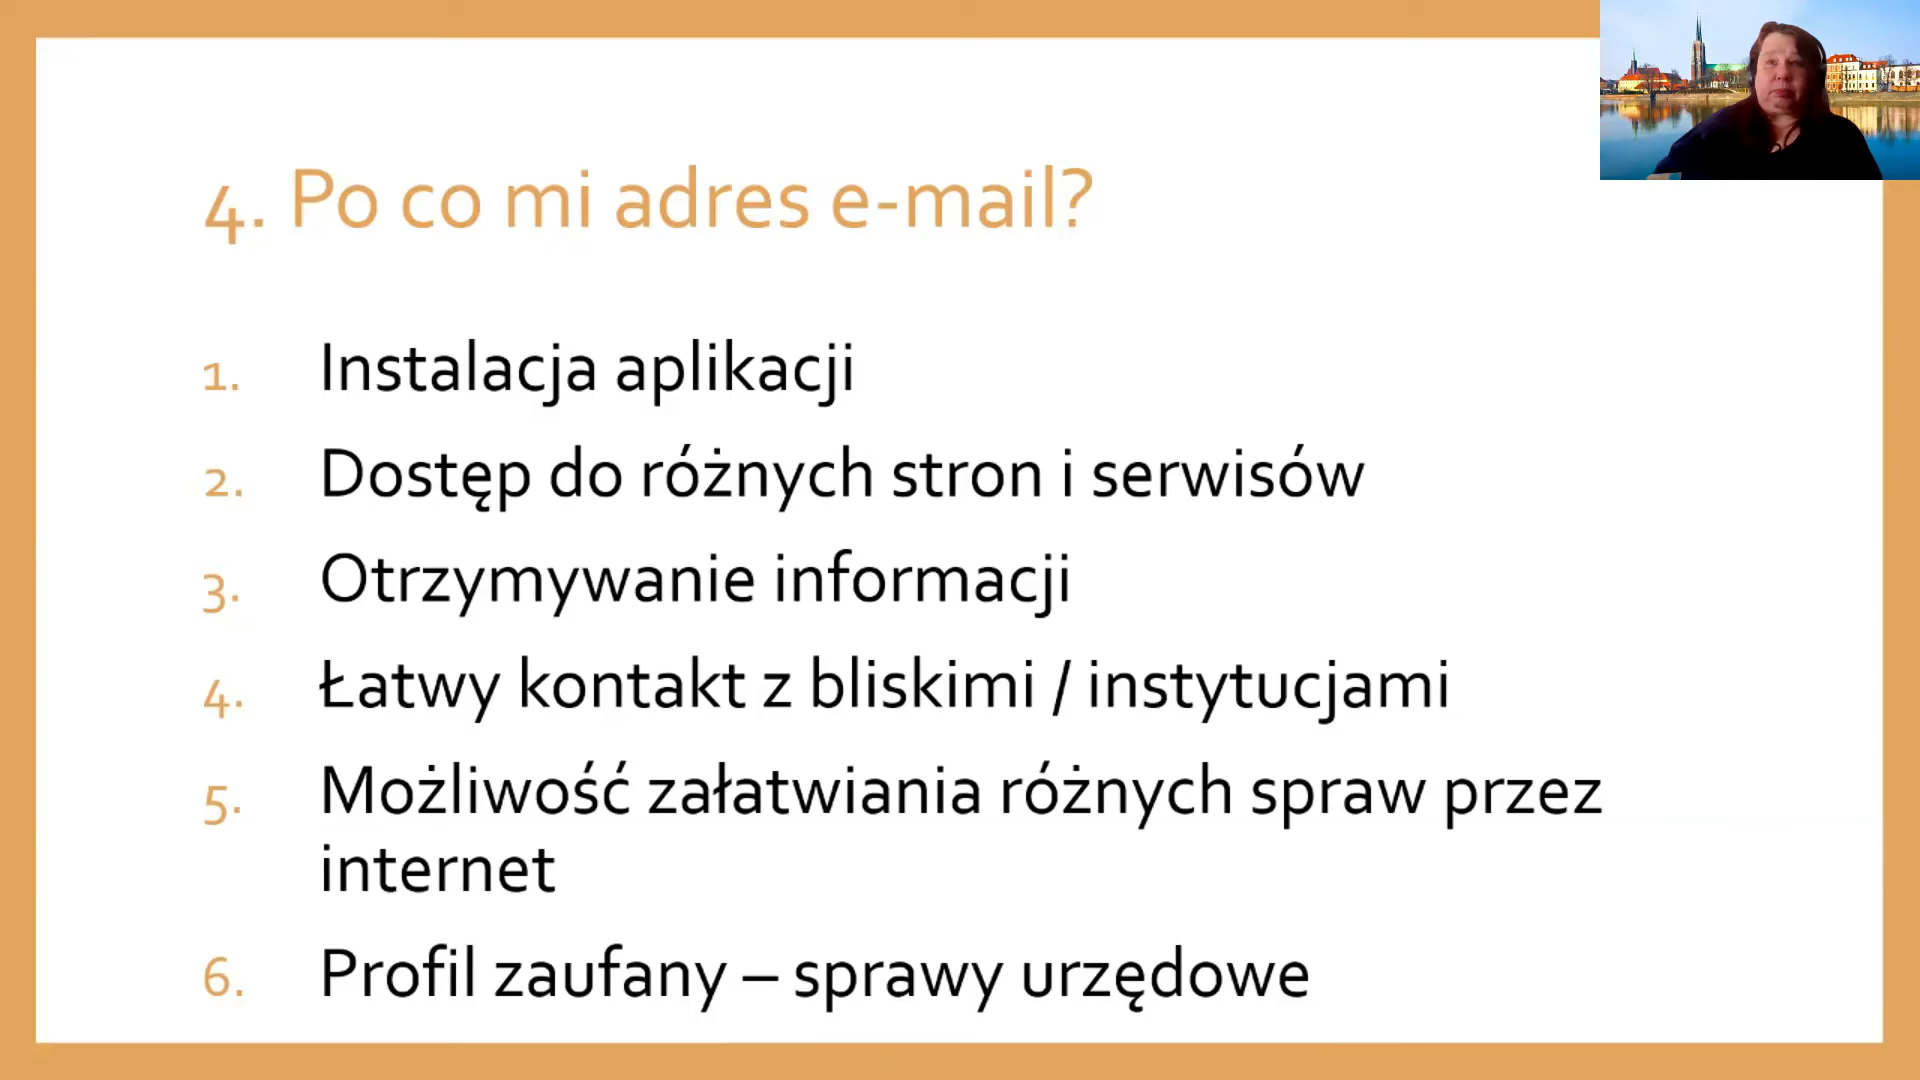 4. Po co mi adres e-mail?
1. Instalacja aplikacji
2. Dostęp do różnych stron i serwisów
3. Otrzymywanie informacji
4. Łatwy kontakt z bliskimi / instytucjami
5. Możliwość załatwiania różnych spraw przez
internet
6. Profil zaufany – sprawy urzędowe